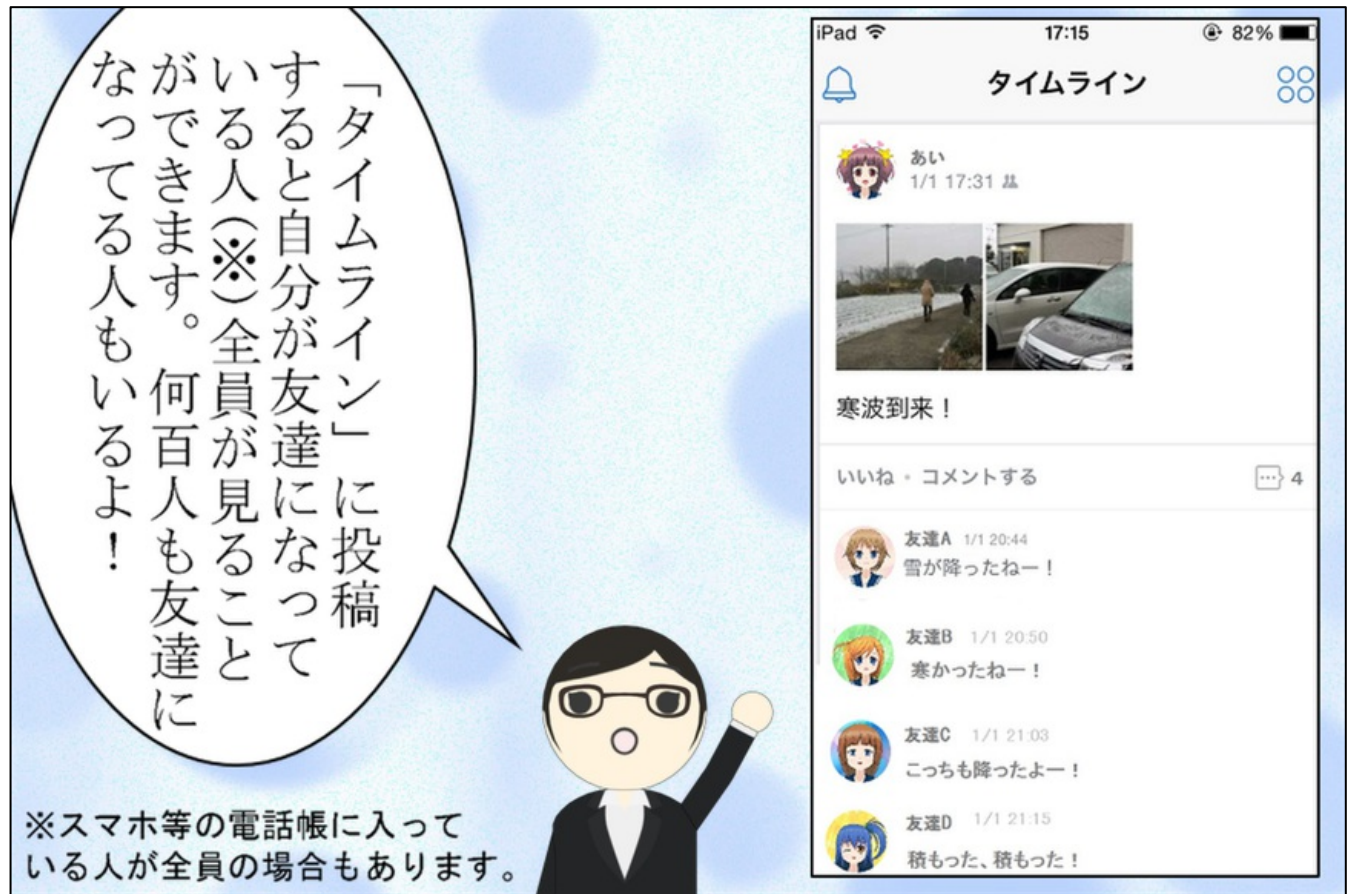 「タイムライン」に投稿
すると自分が友達になって
いる人(※)全員が見ること
ができます。何百人も友達に
なってる人もいるよ！
※スマホ等の電話帳に入って
いる人が全員の場合もあります。
iPad 17:15 82%
タイムライン
あい
1/1 17:31
寒波到来！
いいね・コメントする 4
友達A 1/1 20:44
雪が降ったねー！
友達B 1/1 20:50
寒かったねー！
友達C 1/1 21:03
こっちも降ったよー！
友達D 1/1 21:15
積もった、積もった！